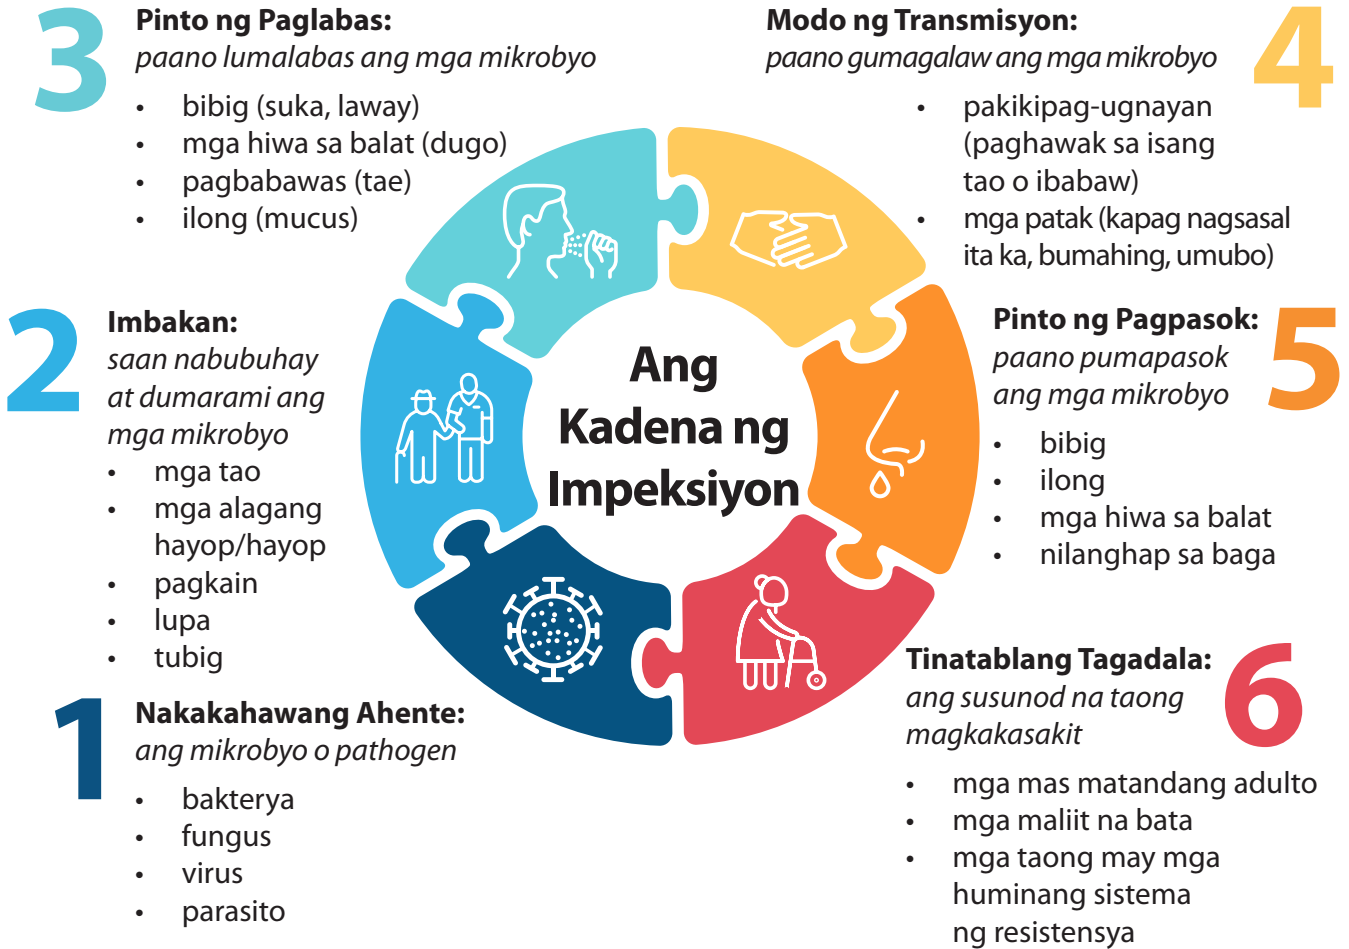 3
Pinto ng Paglabas:
paano lumalabas ang mga mikrobyo
• bibig (suka, laway)
• mga hiwa sa balat (dugo)
• pagbabawas (tae)
• ilong (mucus)
4
Modo ng Transmisyon:
paano gumagalaw ang mga mikrobyo
• pakikipag-ugnayan
(paghawak sa isang
tao o ibabaw)
• mga patak (kapag nagsasal
ita ka, bumahing, umubo)
2
Imbakan:
saan nabubuhay
at dumarami ang
mga mikrobyo
• mga tao
• mga alagang
hayop/hayop
• pagkain
• lupa
• tubig
Ang
Kadena ng
Impeksiyon
5
Pinto ng Pagpasok:
paano pumapasok
ang mga mikrobyo
• bibig
• ilong
• mga hiwa sa balat
• nilanghap sa baga
1
Nakakahawang Ahente:
ang mikrobyo o pathogen
• bakterya
• fungus
• virus
• parasito
6
Tinatablang Tagadala:
ang susunod na taong
magkakasakit
• mga mas matandang adulto
• mga maliit na bata
• mga taong may mga
huminang sistema
ng resistensya